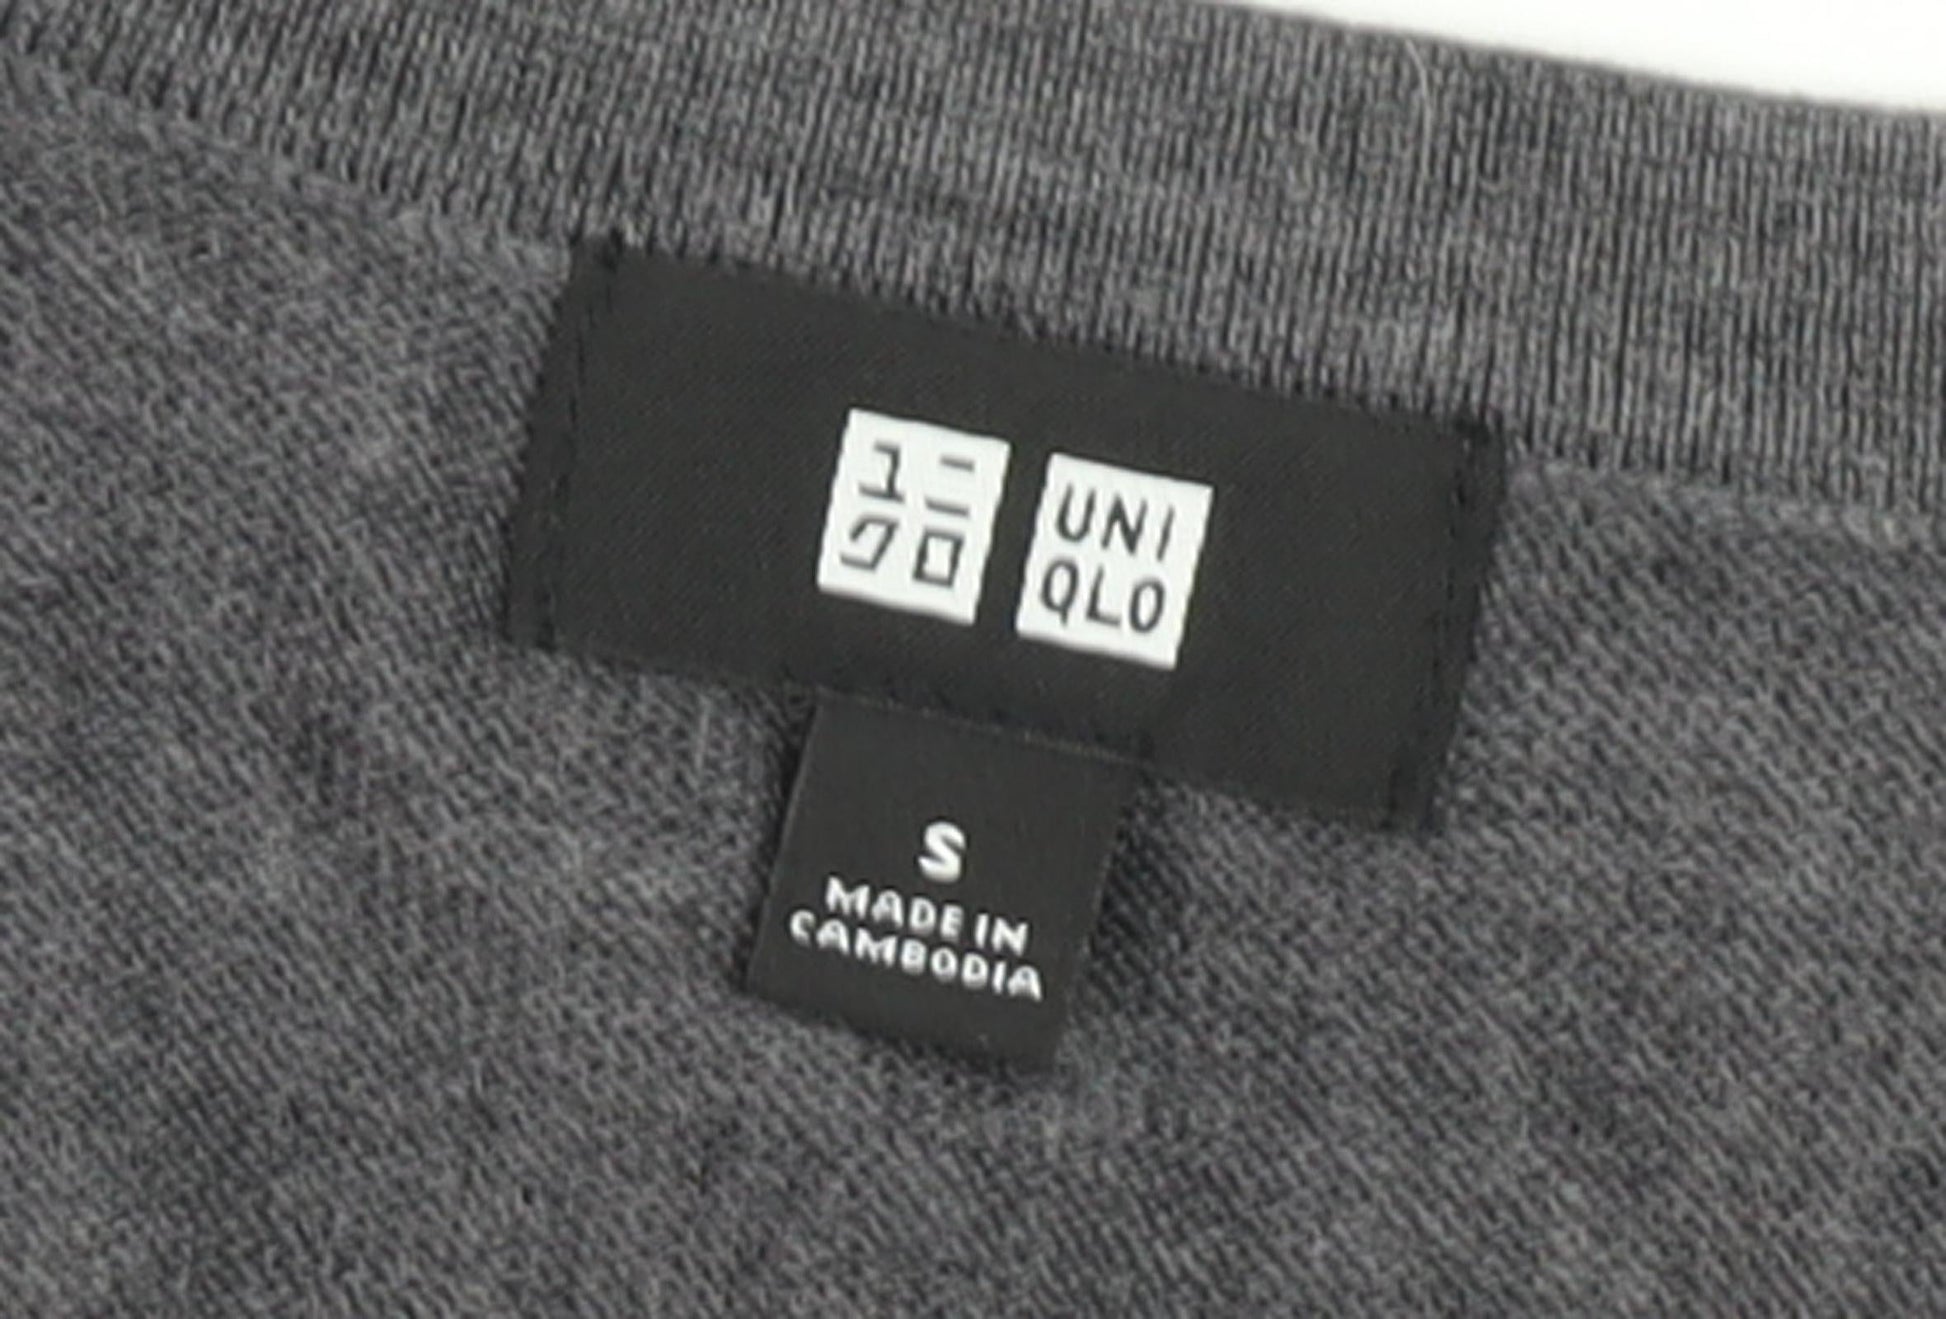 ユニ
クロ
UNI
QLO
S
MADE IN
CAMBODIA